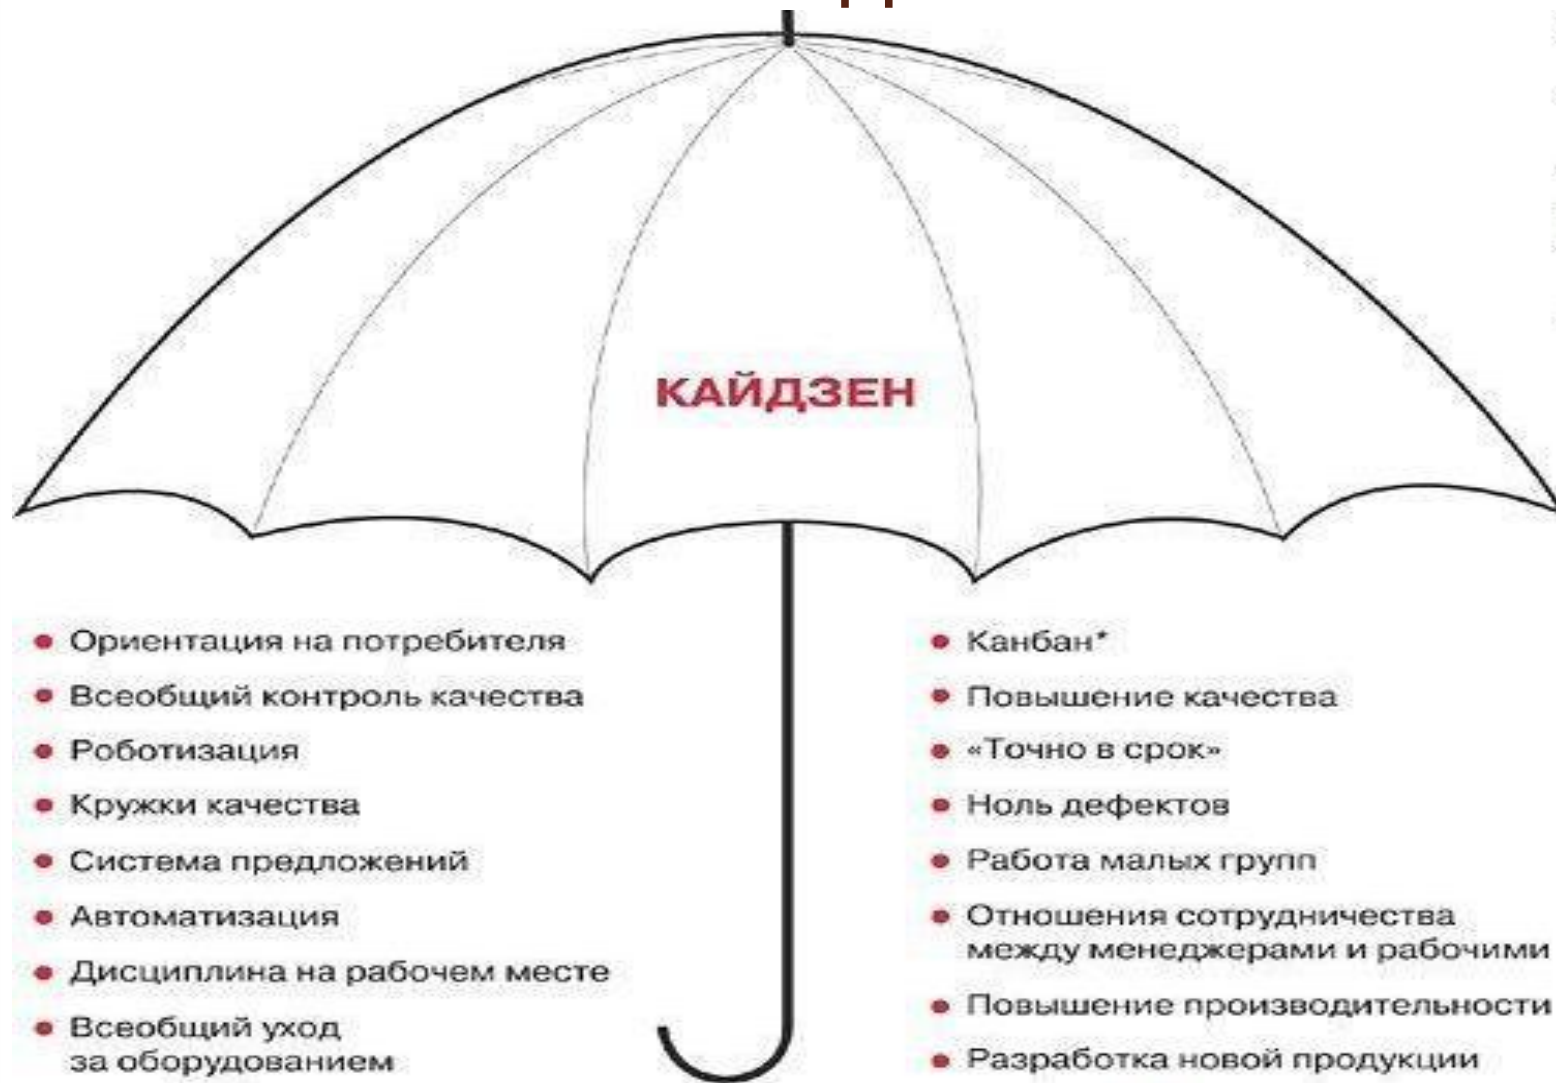 КАЙДЗЕН
Ориентация на потребителя
Всеобщий контроль качества
Роботизация
Кружки качества
Система предложений
Автоматизация
Дисциплина на рабочем месте
Всеобщий уход
за оборудованием
Канбан*
Повышение качества
«Точно в срок»
Ноль дефектов
Работа малых групп
Отношения сотрудничества
между менеджерами и рабочими
Повышение производительности
Разработка новой продукции